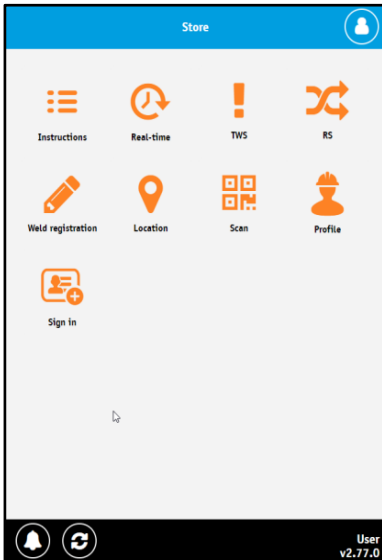 Store
Instructions
Real-time
TWS
RS
Weld registration
Location
Scan
Profile
Sign in
User
v2.77.0